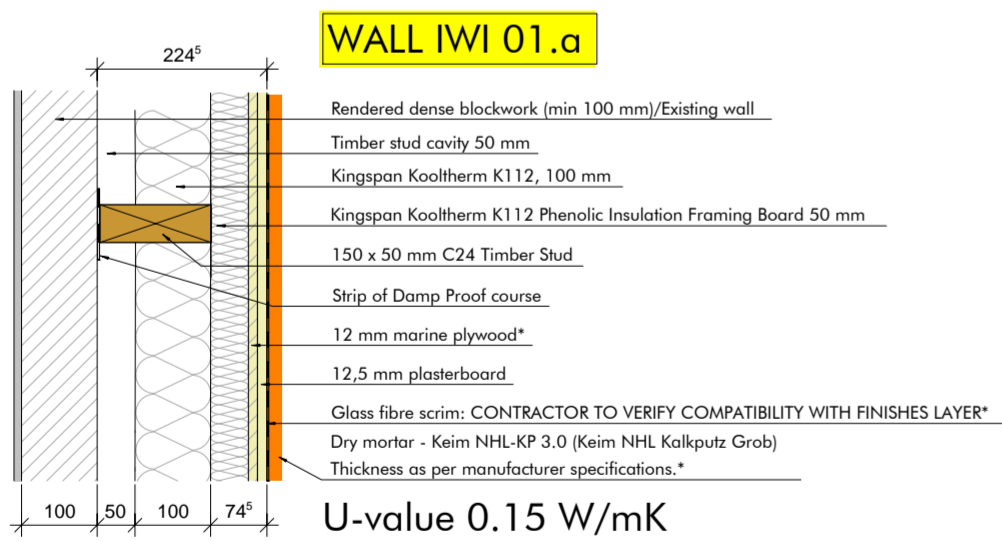 WALL IWI 01.a
224⁵
Rendered dense blockwork (min 100 mm)/Existing wall
Timber stud cavity 50 mm
Kingspan Kooltherm K112, 100 mm
Kingspan Kooltherm K112 Phenolic Insulation Framing Board 50 mm
150 x 50 mm C24 Timber Stud
Strip of Damp Proof course
12 mm marine plywood*
12,5 mm plasterboard
Glass fibre scrim: CONTRACTOR TO VERIFY COMPATIBILITY WITH FINISHES LAYER*
Dry mortar - Keim NHL-KP 3.0 (Keim NHL Kalkputz Grob)
Thickness as per manufacturer specifications.*
100 50 100 74⁵
U-value 0.15 W/mK